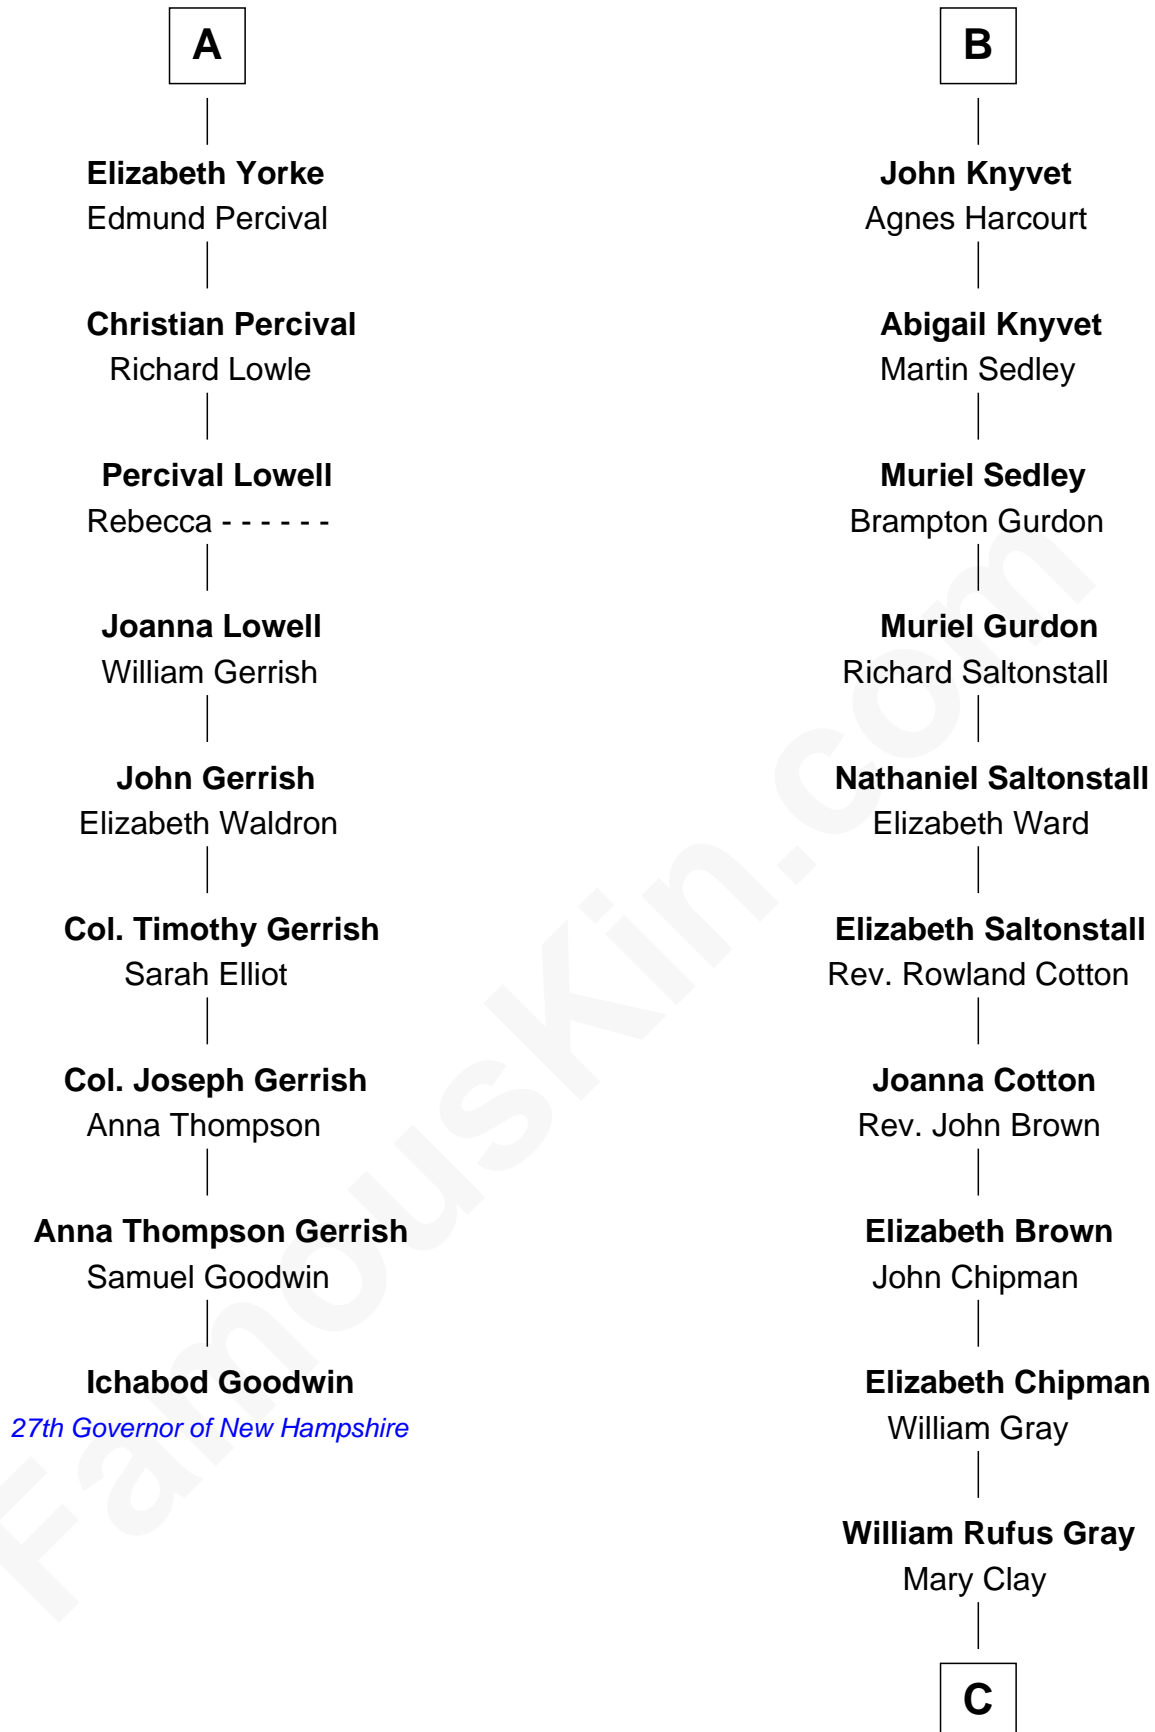 A
Elizabeth Yorke
Edmund Percival
Christian Percival
Richard Lowle
Percival Lowell
Rebecca - - - - - -
Joanna Lowell
William Gerrish
John Gerrish
Elizabeth Waldron
Col. Timothy Gerrish
Sarah Elliot
Col. Joseph Gerrish
Anna Thompson
Anna Thompson Gerrish
Samuel Goodwin
Ichabod Goodwin
27th Governor of New Hampshire
B
John Knyvet
Agnes Harcourt
Abigail Knyvet
Martin Sedley
Muriel Sedley
Brampton Gurdon
Muriel Gurdon
Richard Saltonstall
Nathaniel Saltonstall
Elizabeth Ward
Elizabeth Saltonstall
Rev. Rowland Cotton
Joanna Cotton
Rev. John Brown
Elizabeth Brown
John Chipman
Elizabeth Chipman
William Gray
William Rufus Gray
Mary Clay
C
FamousKin.com